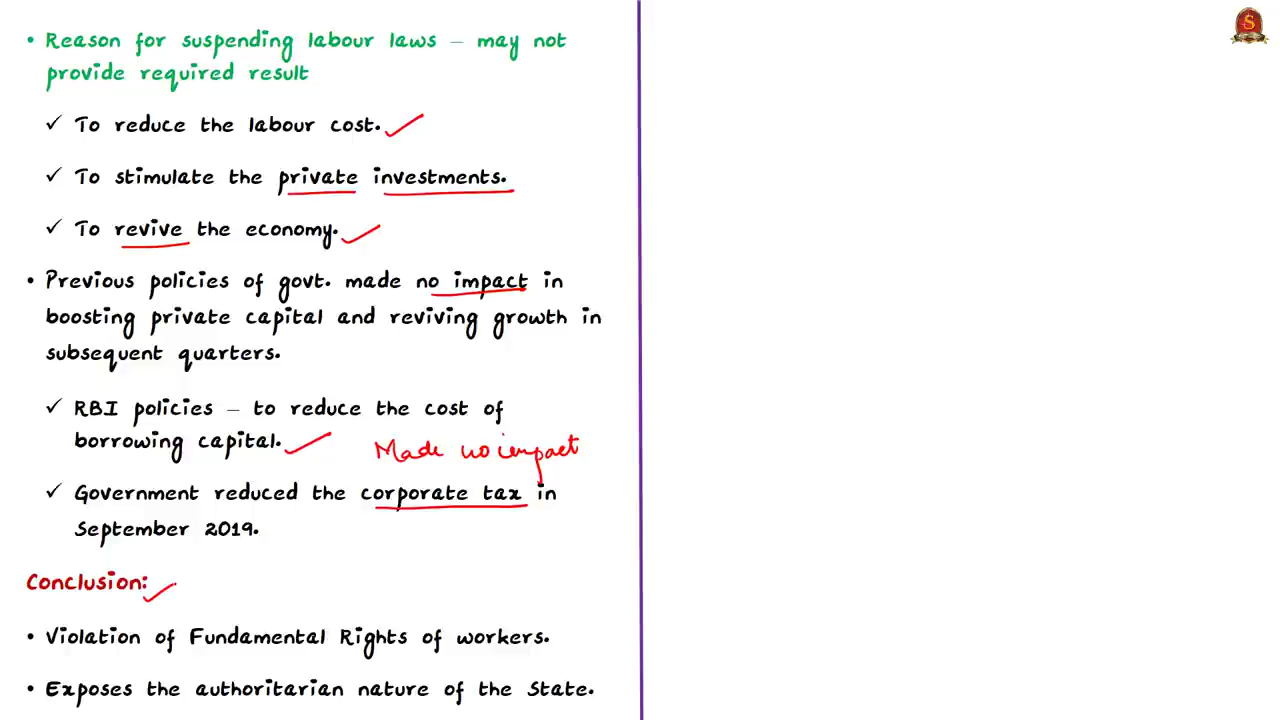 • Reason for suspending labour laws – may not
provide required result
✓ To reduce the labour cost.
✓ To stimulate the private investments.
✓ To revive the economy.
• Previous policies of govt. made no impact in
boosting private capital and reviving growth in
subsequent quarters.
✓ RBI policies – to reduce the cost of
borrowing capital.
Made no impact
✓ Government reduced the corporate tax in
September 2019.
Conclusion:
• Violation of Fundamental Rights of workers.
• Exposes the authoritarian nature of the State.
S